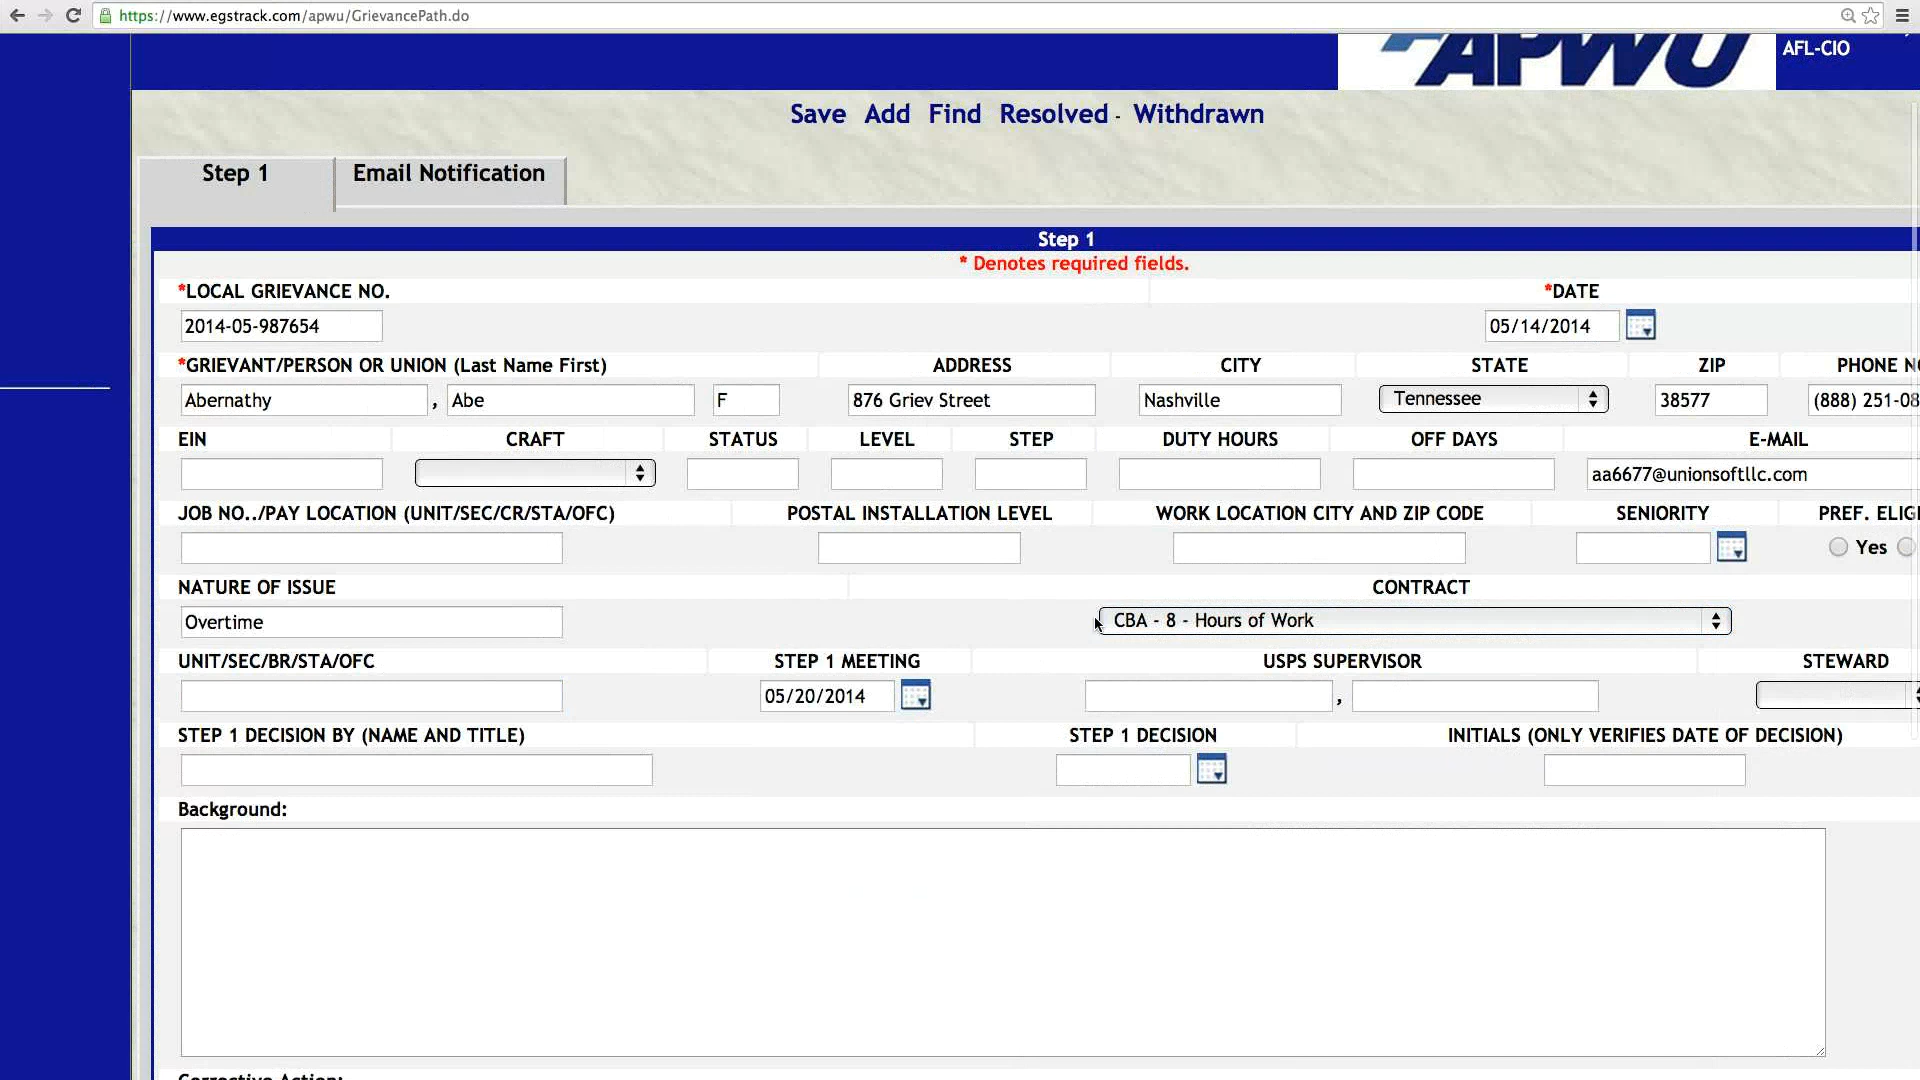 https://www.egstrack.com/apwu/GrievancePath.do
APWU AFL-CIO
Save Add Find Resolved - Withdrawn
Step 1 Email Notification
Step 1
* Denotes required fields.
*LOCAL GRIEVANCE NO. *DATE
2014-05-987654 05/14/2014
*GRIEVANT/PERSON OR UNION (Last Name First) ADDRESS CITY STATE ZIP PHONE NO
Abernathy , Abe F 876 Griev Street Nashville Tennessee 38577 (888) 251-08
EIN CRAFT STATUS LEVEL STEP DUTY HOURS OFF DAYS E-MAIL
aa6677@unionsoftllc.com
JOB NO../PAY LOCATION (UNIT/SEC/CR/STA/OFC) POSTAL INSTALLATION LEVEL WORK LOCATION CITY AND ZIP CODE SENIORITY PREF. ELIG
Yes
NATURE OF ISSUE CONTRACT
Overtime CBA - 8 - Hours of Work
UNIT/SEC/BR/STA/OFC STEP 1 MEETING USPS SUPERVISOR STEWARD
05/20/2014 ,
STEP 1 DECISION BY (NAME AND TITLE) STEP 1 DECISION INITIALS (ONLY VERIFIES DATE OF DECISION)
Background:
Corrective Action: